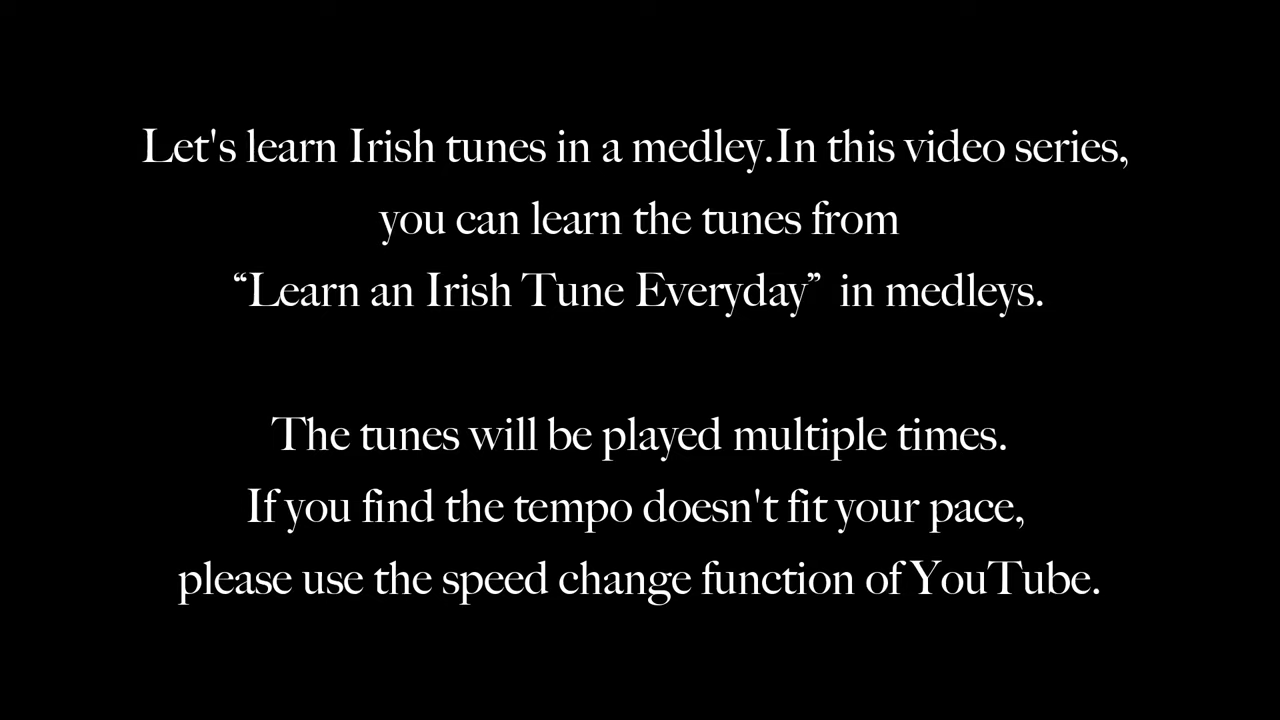 Let's learn Irish tunes in a medley.In this video series,
you can learn the tunes from
“Learn an Irish Tune Everyday” in medleys.
The tunes will be played multiple times.
If you find the tempo doesn't fit your pace,
please use the speed change function of YouTube.